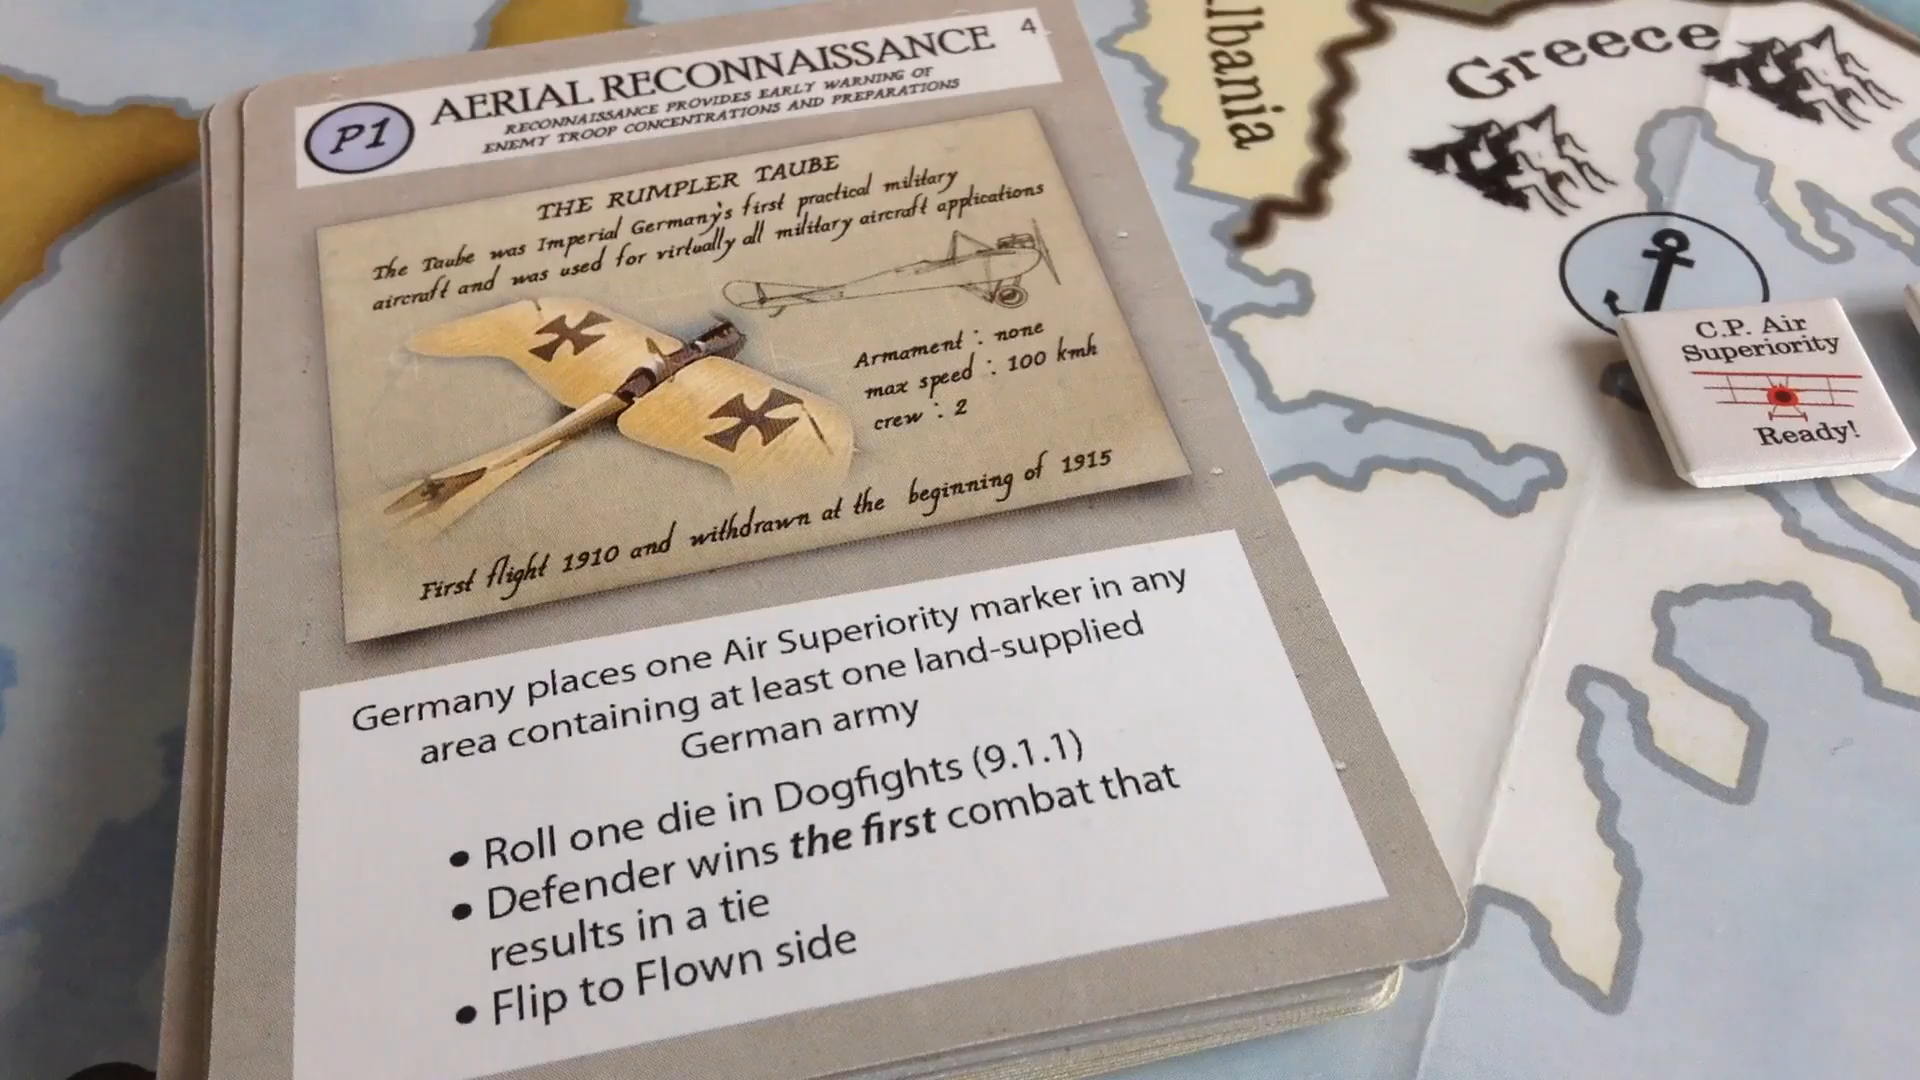 4
AERIAL RECONNAISSANCE
P1
RECONNAISSANCE PROVIDES EARLY WARNING OF
ENEMY TROOP CONCENTRATIONS AND PREPARATIONS
THE RUMPLER TAUBE
The Taube was Imperial Germany's first practical military
aircraft and was used for virtually all military aircraft applications
Armament : none
max speed : 100 kmh
crew : 2
First flight 1910 and withdrawn at the beginning of 1915
Germany places one Air Superiority marker in any
area containing at least one land-supplied
German army
• Roll one die in Dogfights (9.1.1)
• Defender wins the first combat that
results in a tie
• Flip to Flown side
lbania
Greece
C.P. Air
Superiority
Ready!